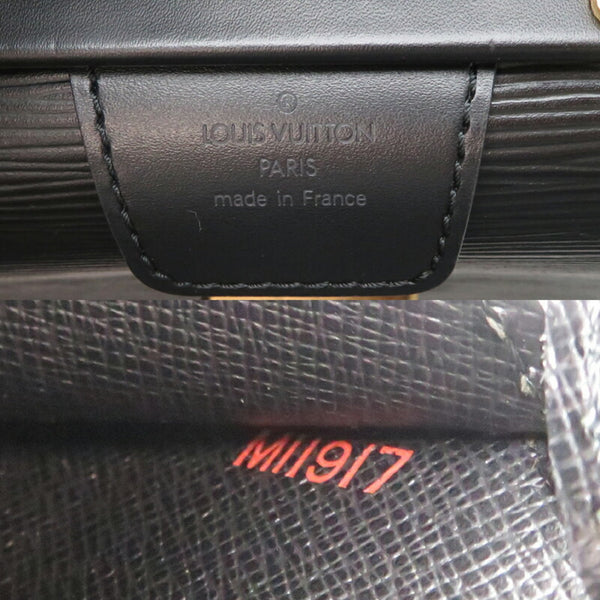 ®
LOUIS VUITTON
PARIS
made in France
MI1917